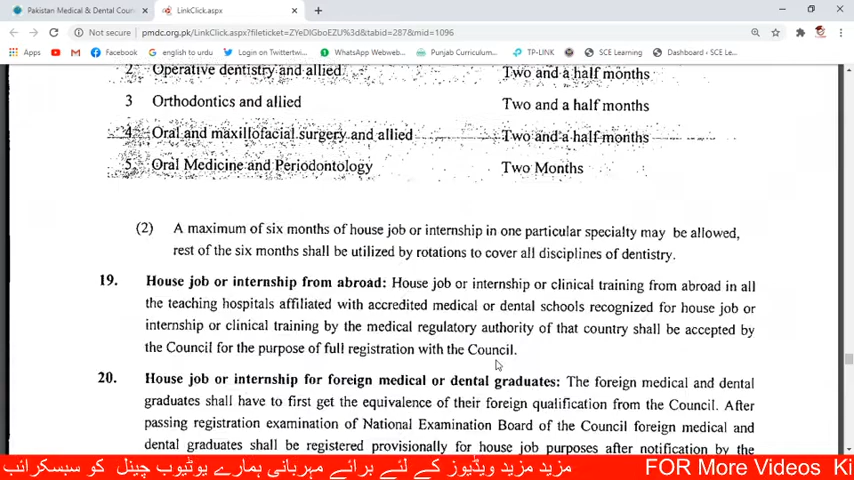 Pakistan Medical & Dental Coun
LinkClick.aspx
Not secure | pmdc.org.pk/LinkClick.aspx?fileticket=ZYeDIGboEZU%3d&tabid=287&mid=1096
Apps M Facebook english to urdu Login on Twittertwi... WhatsApp Webweb... Punjab Curriculum... TP-LINK SCE Learning Dashboard ‹ SCE Le...
2 Operative dentistry and allied Two and a half months
3 Orthodontics and allied Two and a half months
4. Oral and maxillofacial surgery and allied Two and a half months
5. Oral Medicine and Periodontology Two Months
(2) A maximum of six months of house job or internship in one particular specialty may be allowed,
rest of the six months shall be utilized by rotations to cover all disciplines of dentistry.
19. House job or internship from abroad: House job or internship or clinical training from abroad in all
the teaching hospitals affiliated with accredited medical or dental schools recognized for house job or
internship or clinical training by the medical regulatory authority of that country shall be accepted by
the Council for the purpose of full registration with the Council.
20. House job or internship for foreign medical or dental graduates: The foreign medical and dental
graduates shall have to first get the equivalence of their foreign qualification from the Council. After
passing registration examination of National Examination Board of the Council foreign medical and
dental graduates shall be registered provisionally for house job purposes after notification by the
مزید مزید ویڈیوز کے لئے برائے مہربانی ہمارے یوٹیوب چینل کو سبسکرائب FOR More Videos Ki